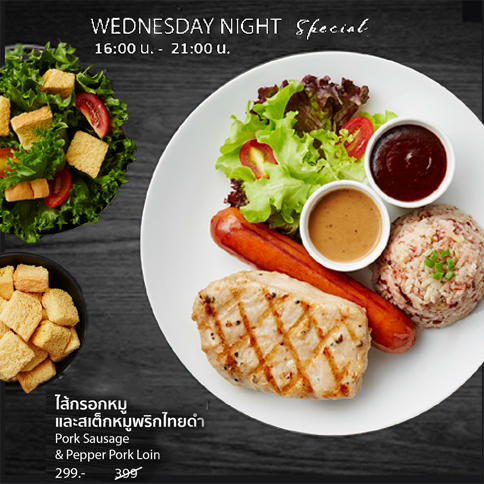 WEDNESDAY NIGHT Special
16:00 น. - 21:00 น.
ไส้กรอกหมู
และสเต็กหมูพริกไทยดำ
Pork Sausage
& Pepper Pork Loin
299.- 399